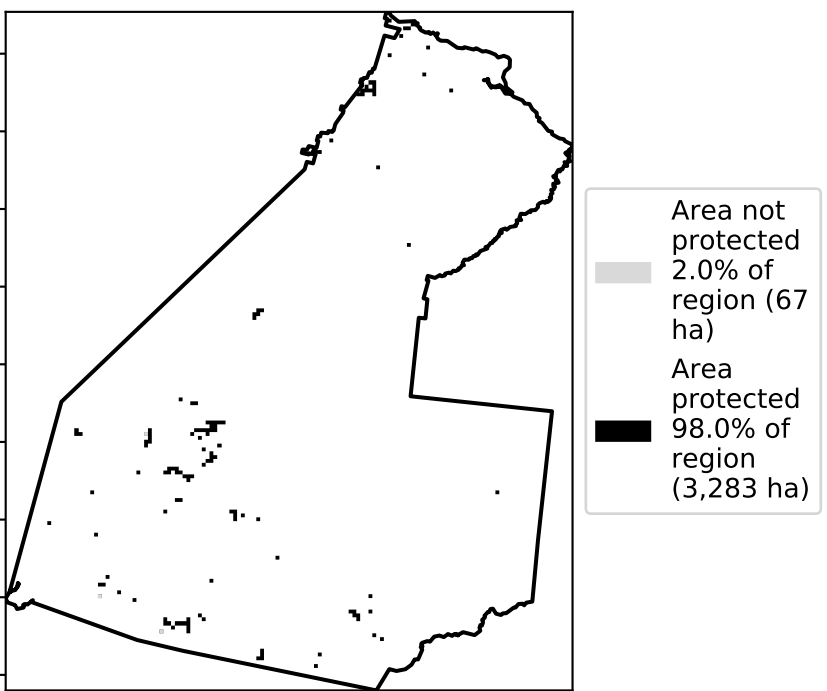 Area not
protected
2.0% of
region (67
ha)
Area
protected
98.0% of
region
(3,283 ha)